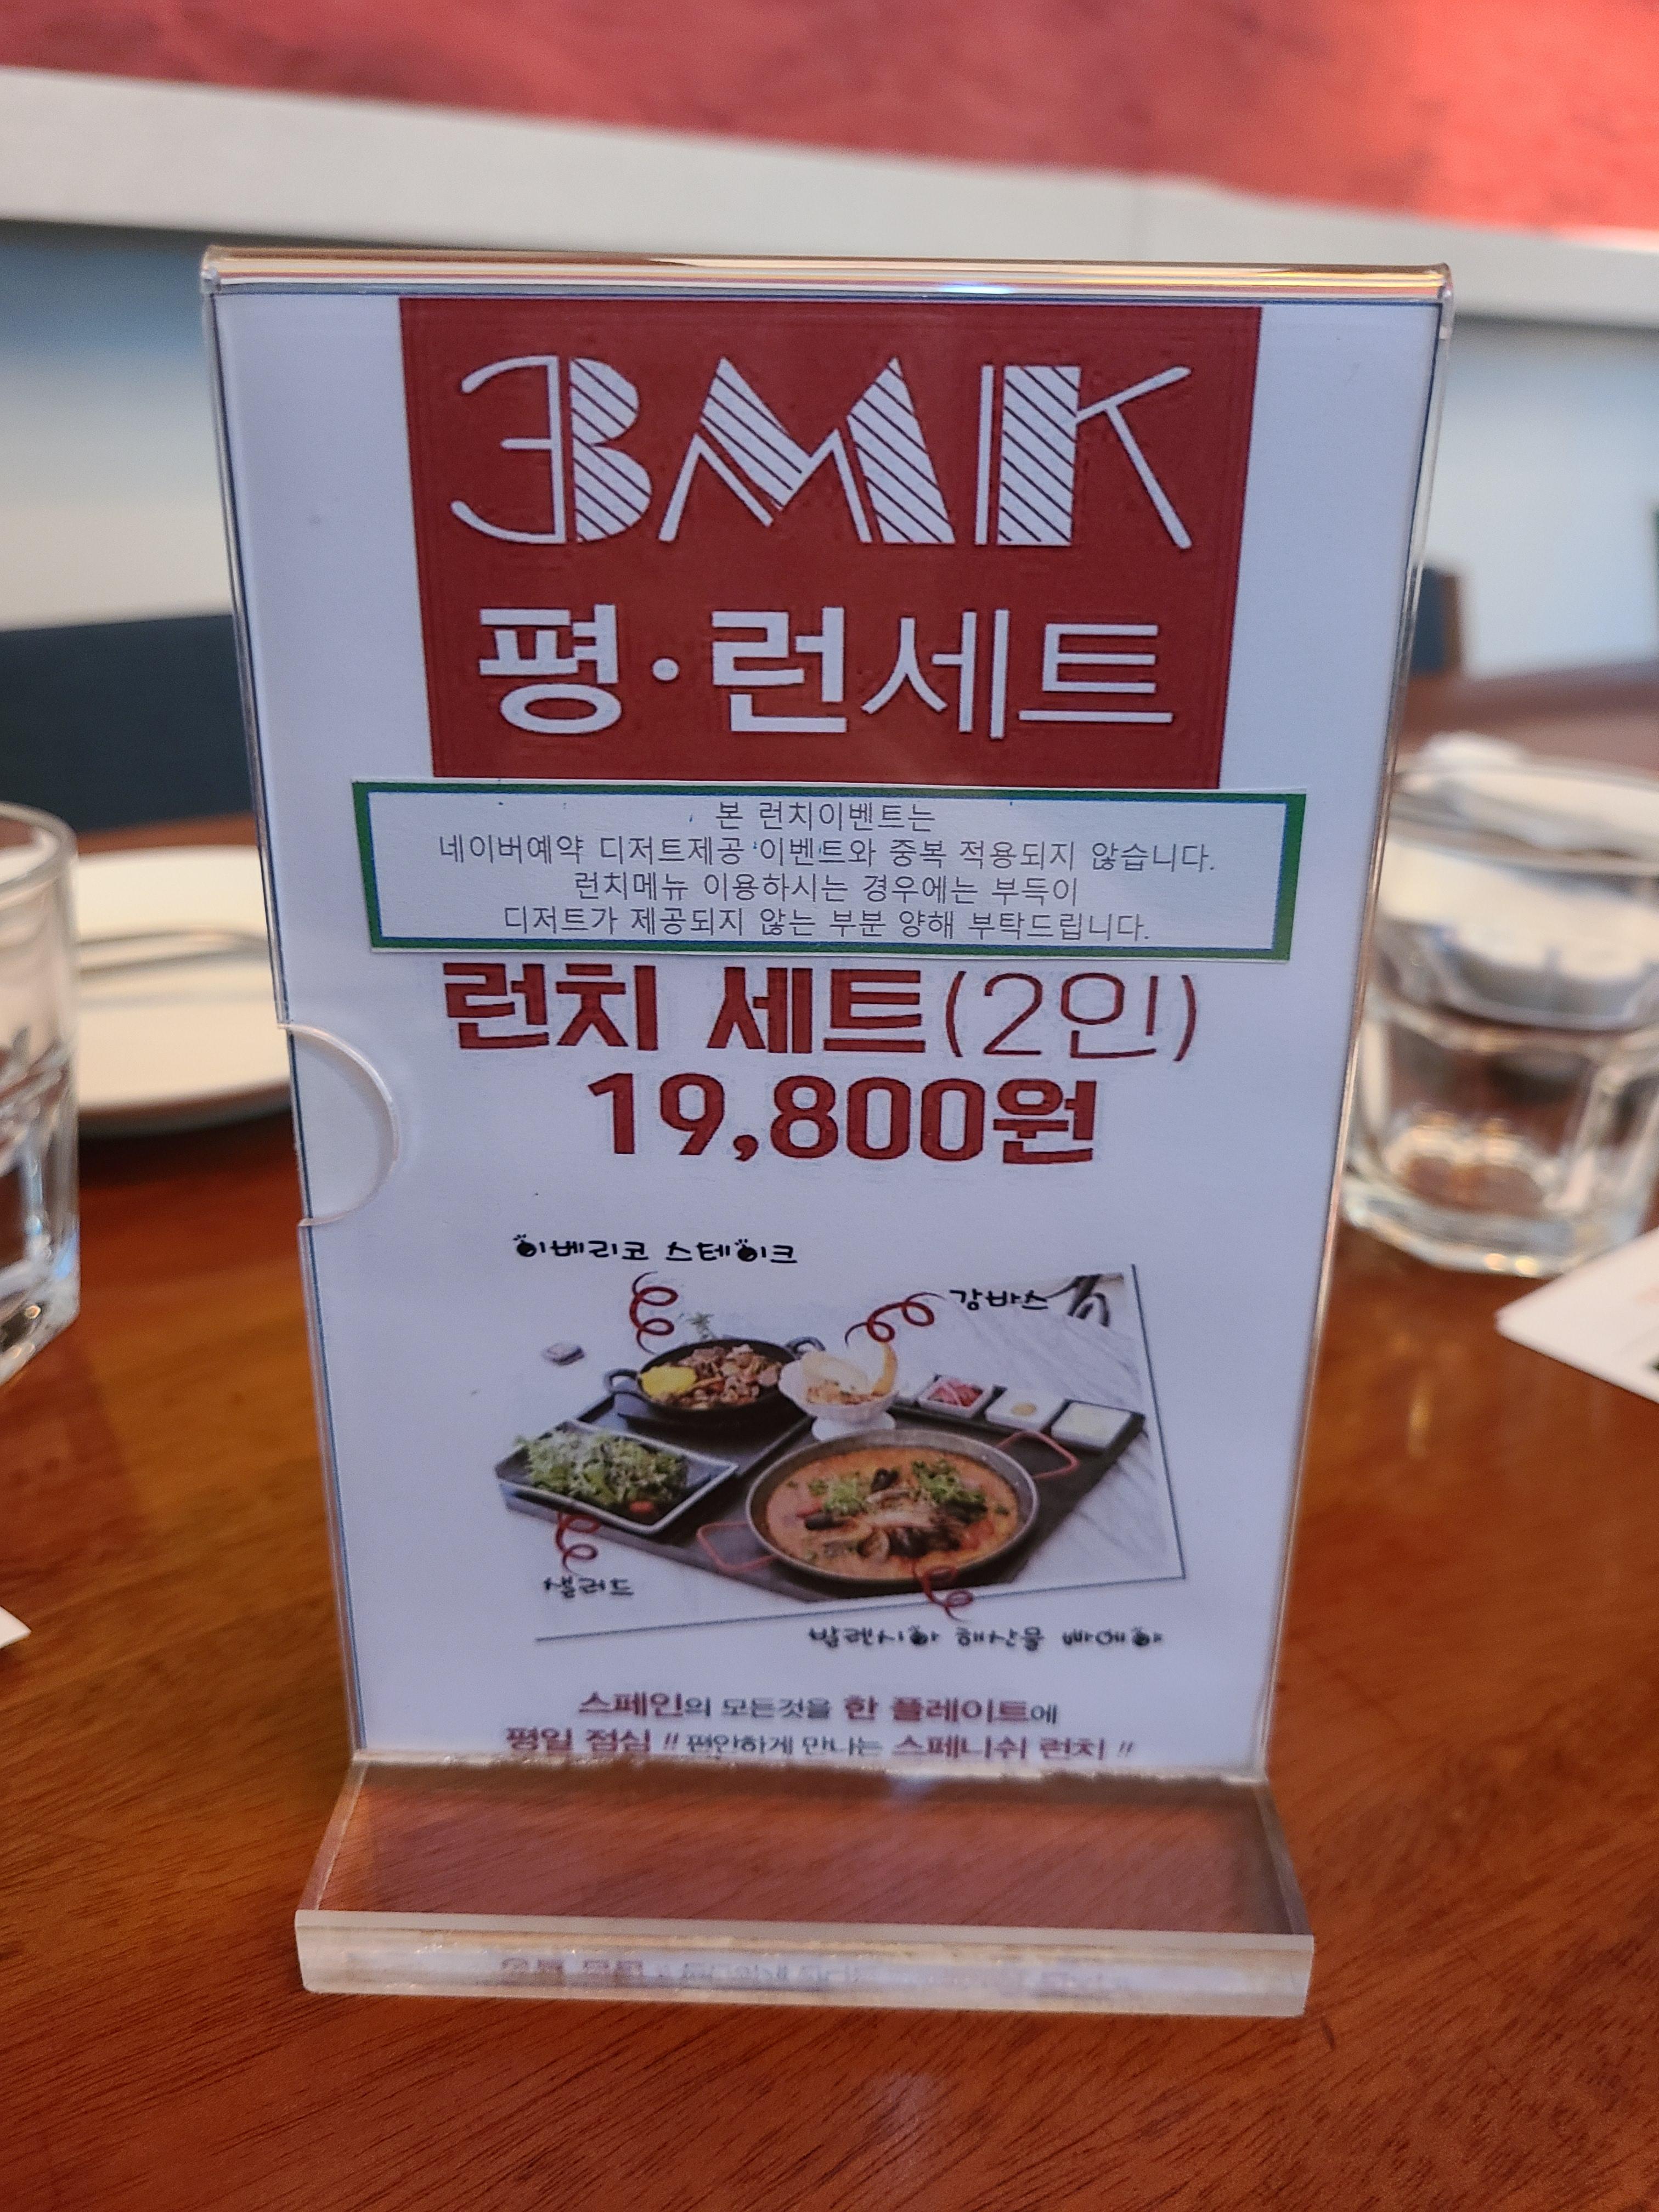 3MK
평·런세트
본 런치이벤트는
네이버예약 디저트제공 이벤트와 중복 적용되지 않습니다.
런치메뉴 이용하시는 경우에는 부득이
디저트가 제공되지 않는 부분 양해 부탁드립니다.
런치 세트(2인)
19,800원
이베리코 스테이크
감바스
샐러드
발렌시아 해산물 빠에야
스페인의 모든것을 한 플레이트에
평일 점심 !! 편안하게 만나는 스페니쉬 런치 !!